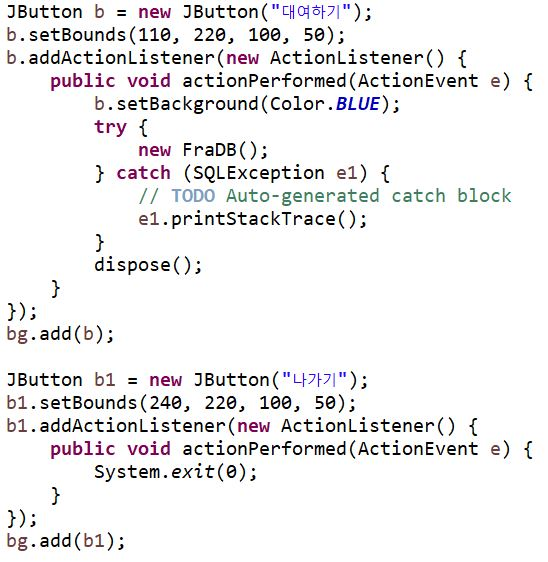 JButton b = new JButton("대여하기");
b.setBounds(110, 220, 100, 50);
b.addActionListener(new ActionListener() {
    public void actionPerformed(ActionEvent e) {
        b.setBackground(Color.BLUE);
        try {
            new FraDB();
        } catch (SQLException e1) {
            // TODO Auto-generated catch block
            e1.printStackTrace();
        }
        dispose();
    }
});
bg.add(b);

JButton b1 = new JButton("나가기");
b1.setBounds(240, 220, 100, 50);
b1.addActionListener(new ActionListener() {
    public void actionPerformed(ActionEvent e) {
        System.exit(0);
    }
});
bg.add(b1);